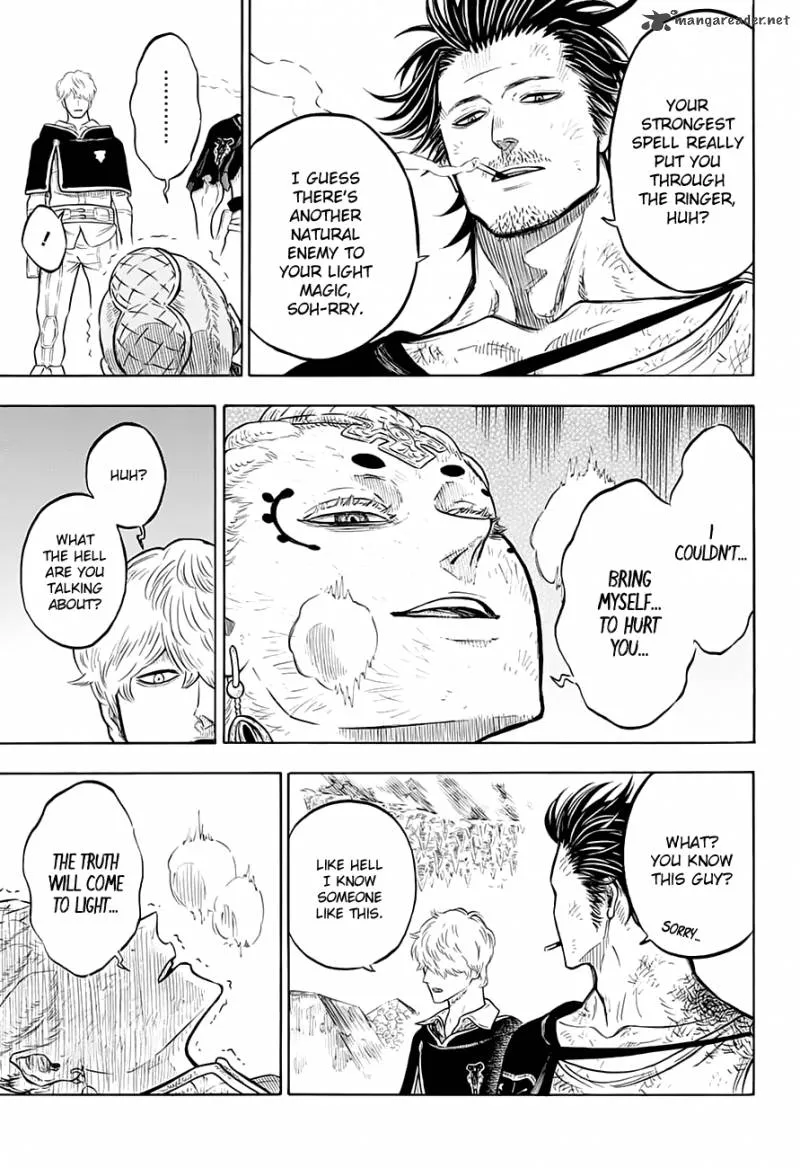 mangareader.net
YOUR
STRONGEST
SPELL REALLY
PUT YOU
THROUGH
THE RINGER,
HUH?
I GUESS
THERE'S
ANOTHER
NATURAL
ENEMY TO
YOUR LIGHT
MAGIC,
SOH-RRY.
.........
!
I
COULDN'T...
BRING
MYSELF...
TO HURT
YOU...
HUH?
WHAT
THE HELL
ARE YOU
TALKING
ABOUT?
WHAT?
YOU KNOW
THIS GUY?
SORRY...
LIKE HELL
I KNOW
SOMEONE
LIKE THIS.
THE TRUTH
WILL COME
TO LIGHT...